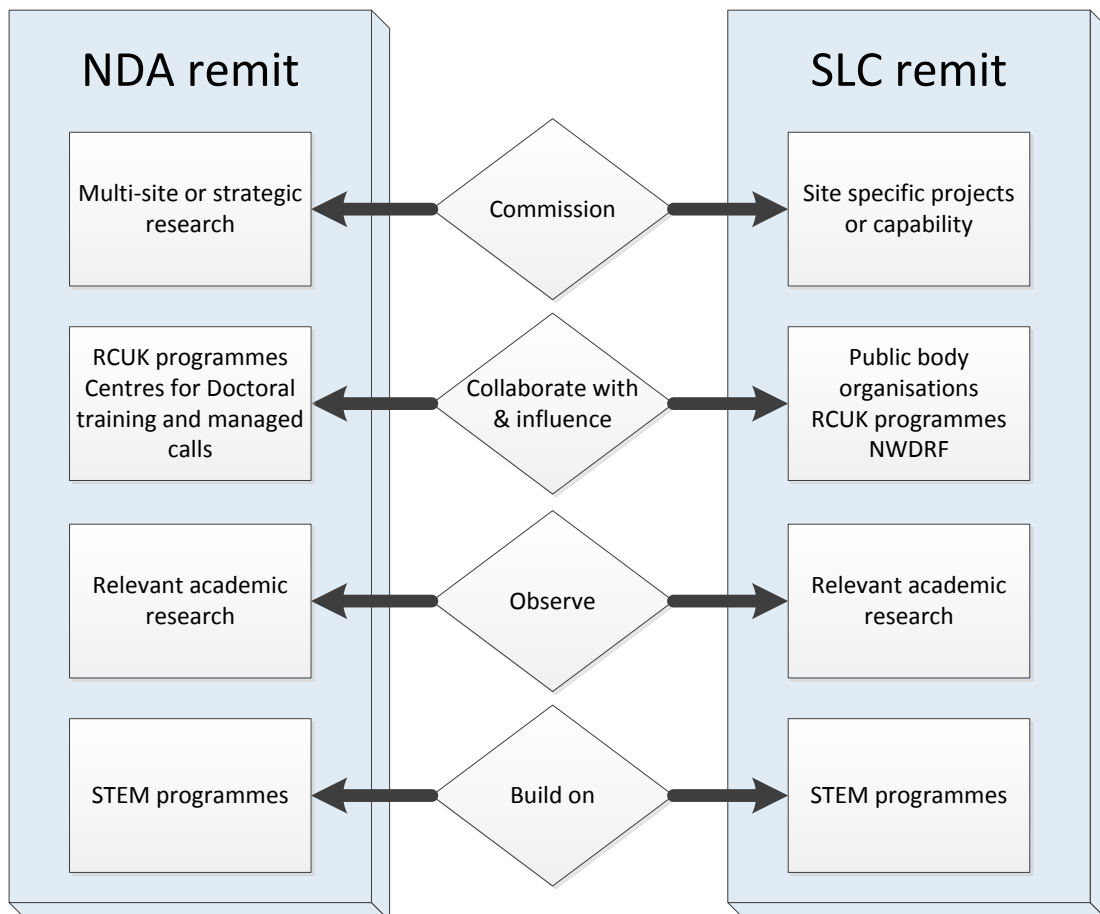 NDA remit
SLC remit
Multi-site or strategic
research
Commission
Site specific projects
or capability
RCUK programmes
Centres for Doctoral
training and managed
calls
Collaborate with
& influence
Public body
organisations
RCUK programmes
NWDRF
Relevant academic
research
Observe
Relevant academic
research
STEM programmes
Build on
STEM programmes